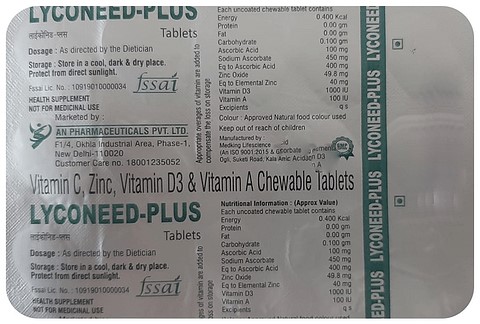 LYCONEED-PLUS
लाईकोनिड-प्लस
Tablets
Dosage : As directed by the Dietician
Storage : Store in a cool, dark & dry place.
Protect from direct sunlight.
Fssai Lic. No. : 10919010000034
fssai
HEALTH SUPPLEMENT
NOT FOR MEDICINAL USE
Marketed by :
AN PHARMACEUTICALS PVT. LTD.
F1/4, Okhla Industrial Area, Phase-1,
New Delhi-110020
Customer care no. 18001235052
Appropriate overages of vitamins are added to
compensate the loss on storage
Each uncoated chewable tablet contains
Energy 0.400 Kcal
Protein 0.00 gm
Fat 0.00 gm
Carbohydrate 0.100 gm
Ascorbic Acid 100 mg
Sodium Ascorbate 450 mg
Eq to Ascorbic Acid 400 mg
Zinc Oxide 49.8 mg
Eq to Elemental Zinc 40 mg
Vitamin D3 1000 IU
Vitamin A 100 IU
Excipients q s
Colour : Approved Natural food colour used
Keep out of reach of children
Manufactured by :
Medking Lifescience
(An ISO 9001:2015 &
Ogli, Suketi Road, Kala Amb,
LYCONEED-PLUS LYCONEED-PLUS LYCONEED-PLUS
Vitamin C, Zinc, Vitamin D3 & Vitamin A Chewable Tablets
LYCONEED-PLUS
लाईकोनिड-प्लस
Tablets
Dosage : As directed by the Dietician
Storage : Store in a cool, dark & dry place.
Protect from direct sunlight.
Fssai Lic. No. : 10919010000034
fssai
HEALTH SUPPLEMENT
NOT FOR MEDICINAL USE
of vitamins are added to
on storage
Nutritional Information : (Approx Value)
Each uncoated chewable tablet contains
Energy 0.400 Kcal
Protein 0.00 gm
Fat 0.00 gm
Carbohydrate 0.100 gm
Ascorbic Acid 100 mg
Sodium Ascorbate 450 mg
Eq to Ascorbic Acid 400 mg
Zinc Oxide 49.8 mg
Eq to Elemental Zinc 40 mg
Vitamin D3 1000 IU
Vitamin A 100 IU
Excipients q s